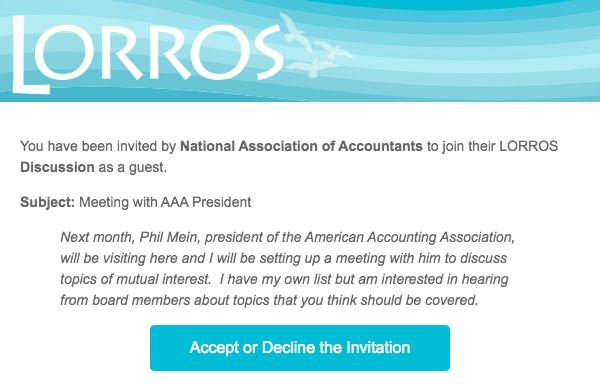 LORROS
You have been invited by National Association of Accountants to join their LORROS
Discussion as a guest.
Subject: Meeting with AAA President
Next month, Phil Mein, president of the American Accounting Association,
will be visiting here and I will be setting up a meeting with him to discuss
topics of mutual interest.  I have my own list but am interested in hearing
from board members about topics that you think should be covered.
Accept or Decline the Invitation